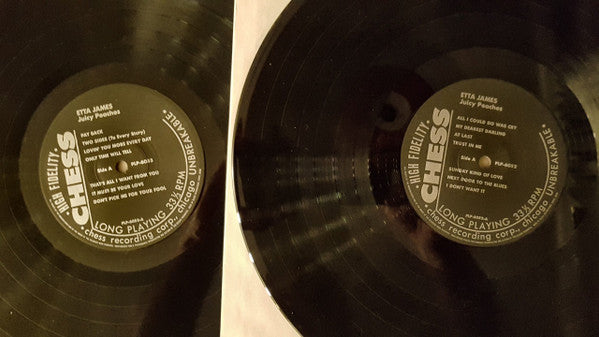 ETTA JAMES
Juicy Peaches
PAY BACK
TWO SIDES (To Every Story)
LOVIN' YOU MORE EVERY DAY
ONLY TIME WILL TELL
Side A PLP-6053
THAT'S ALL I WANT FROM YOU
IT MUST BE YOUR LOVE
DON'T PICK ME FOR YOUR FOOL
HIGH FIDELITY
CHESS
LONG PLAYING 33⅓ RPM
chess recording corp., chicago UNBREAKABLE
ETTA JAMES
Juicy Peaches
ALL I COULD DO WAS CRY
MY DEAREST DARLING
AT LAST
TRUST IN ME
Side A PLP-6052
SUNDAY KIND OF LOVE
NEXT DOOR TO THE BLUES
I DON'T WANT IT
HIGH FIDELITY
CHESS
LONG PLAYING 33⅓ RPM
chess recording corp., chicago UNBREAKABLE